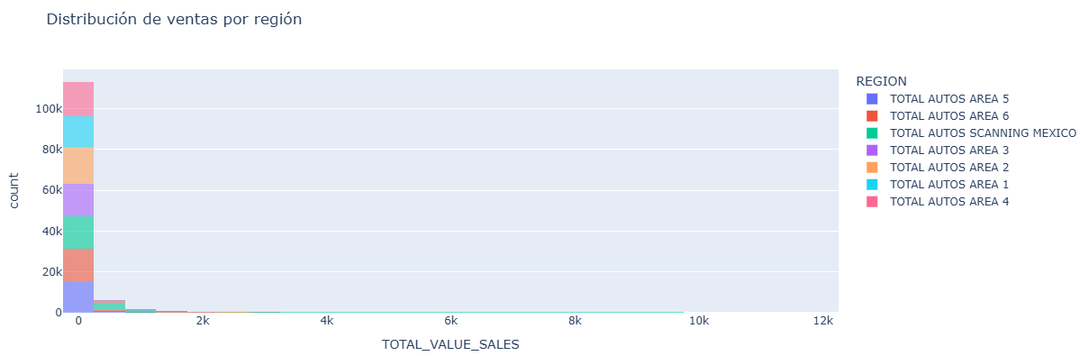 Distribución de ventas por región
REGION
TOTAL AUTOS AREA 5
TOTAL AUTOS AREA 6
TOTAL AUTOS SCANNING MEXICO
TOTAL AUTOS AREA 3
TOTAL AUTOS AREA 2
TOTAL AUTOS AREA 1
TOTAL AUTOS AREA 4
100k
80k
60k
40k
20k
0
count
0 2k 4k 6k 8k 10k 12k
TOTAL_VALUE_SALES